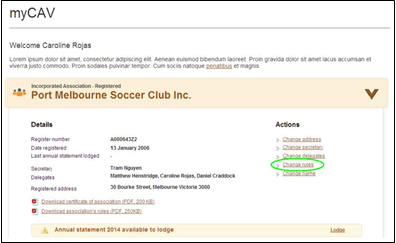 myCAV
Welcome Caroline Rojas
Lorem ipsum dolor sit amet, consectetur adipiscing elit. Aenean euismod bibendum laoreet. Proin gravida dolor sit amet lacus accumsan et
viverra justo commodo. Proin sodales pulvinar tempor. Cum sociis natoque penatibus et magnis.
Incorporated Association - Registered
Port Melbourne Soccer Club Inc.
Details
Register number A0006432Z
Date registered 13 January 2006
Last annual statement lodged -
Secretary Tram Nguyen
Delegates Matthew Henstridge, Caroline Rojas, Daniel Craddock
Registered address 30 Bourke Street, Melbourne Victoria 3000
Download certificate of association (PDF, 200 KB)
Download association's rules (PDF, 250KB)
Actions
Change address
Change secretary
Change delegates
Change rules
Change name
Annual statement 2014 available to lodge Lodge